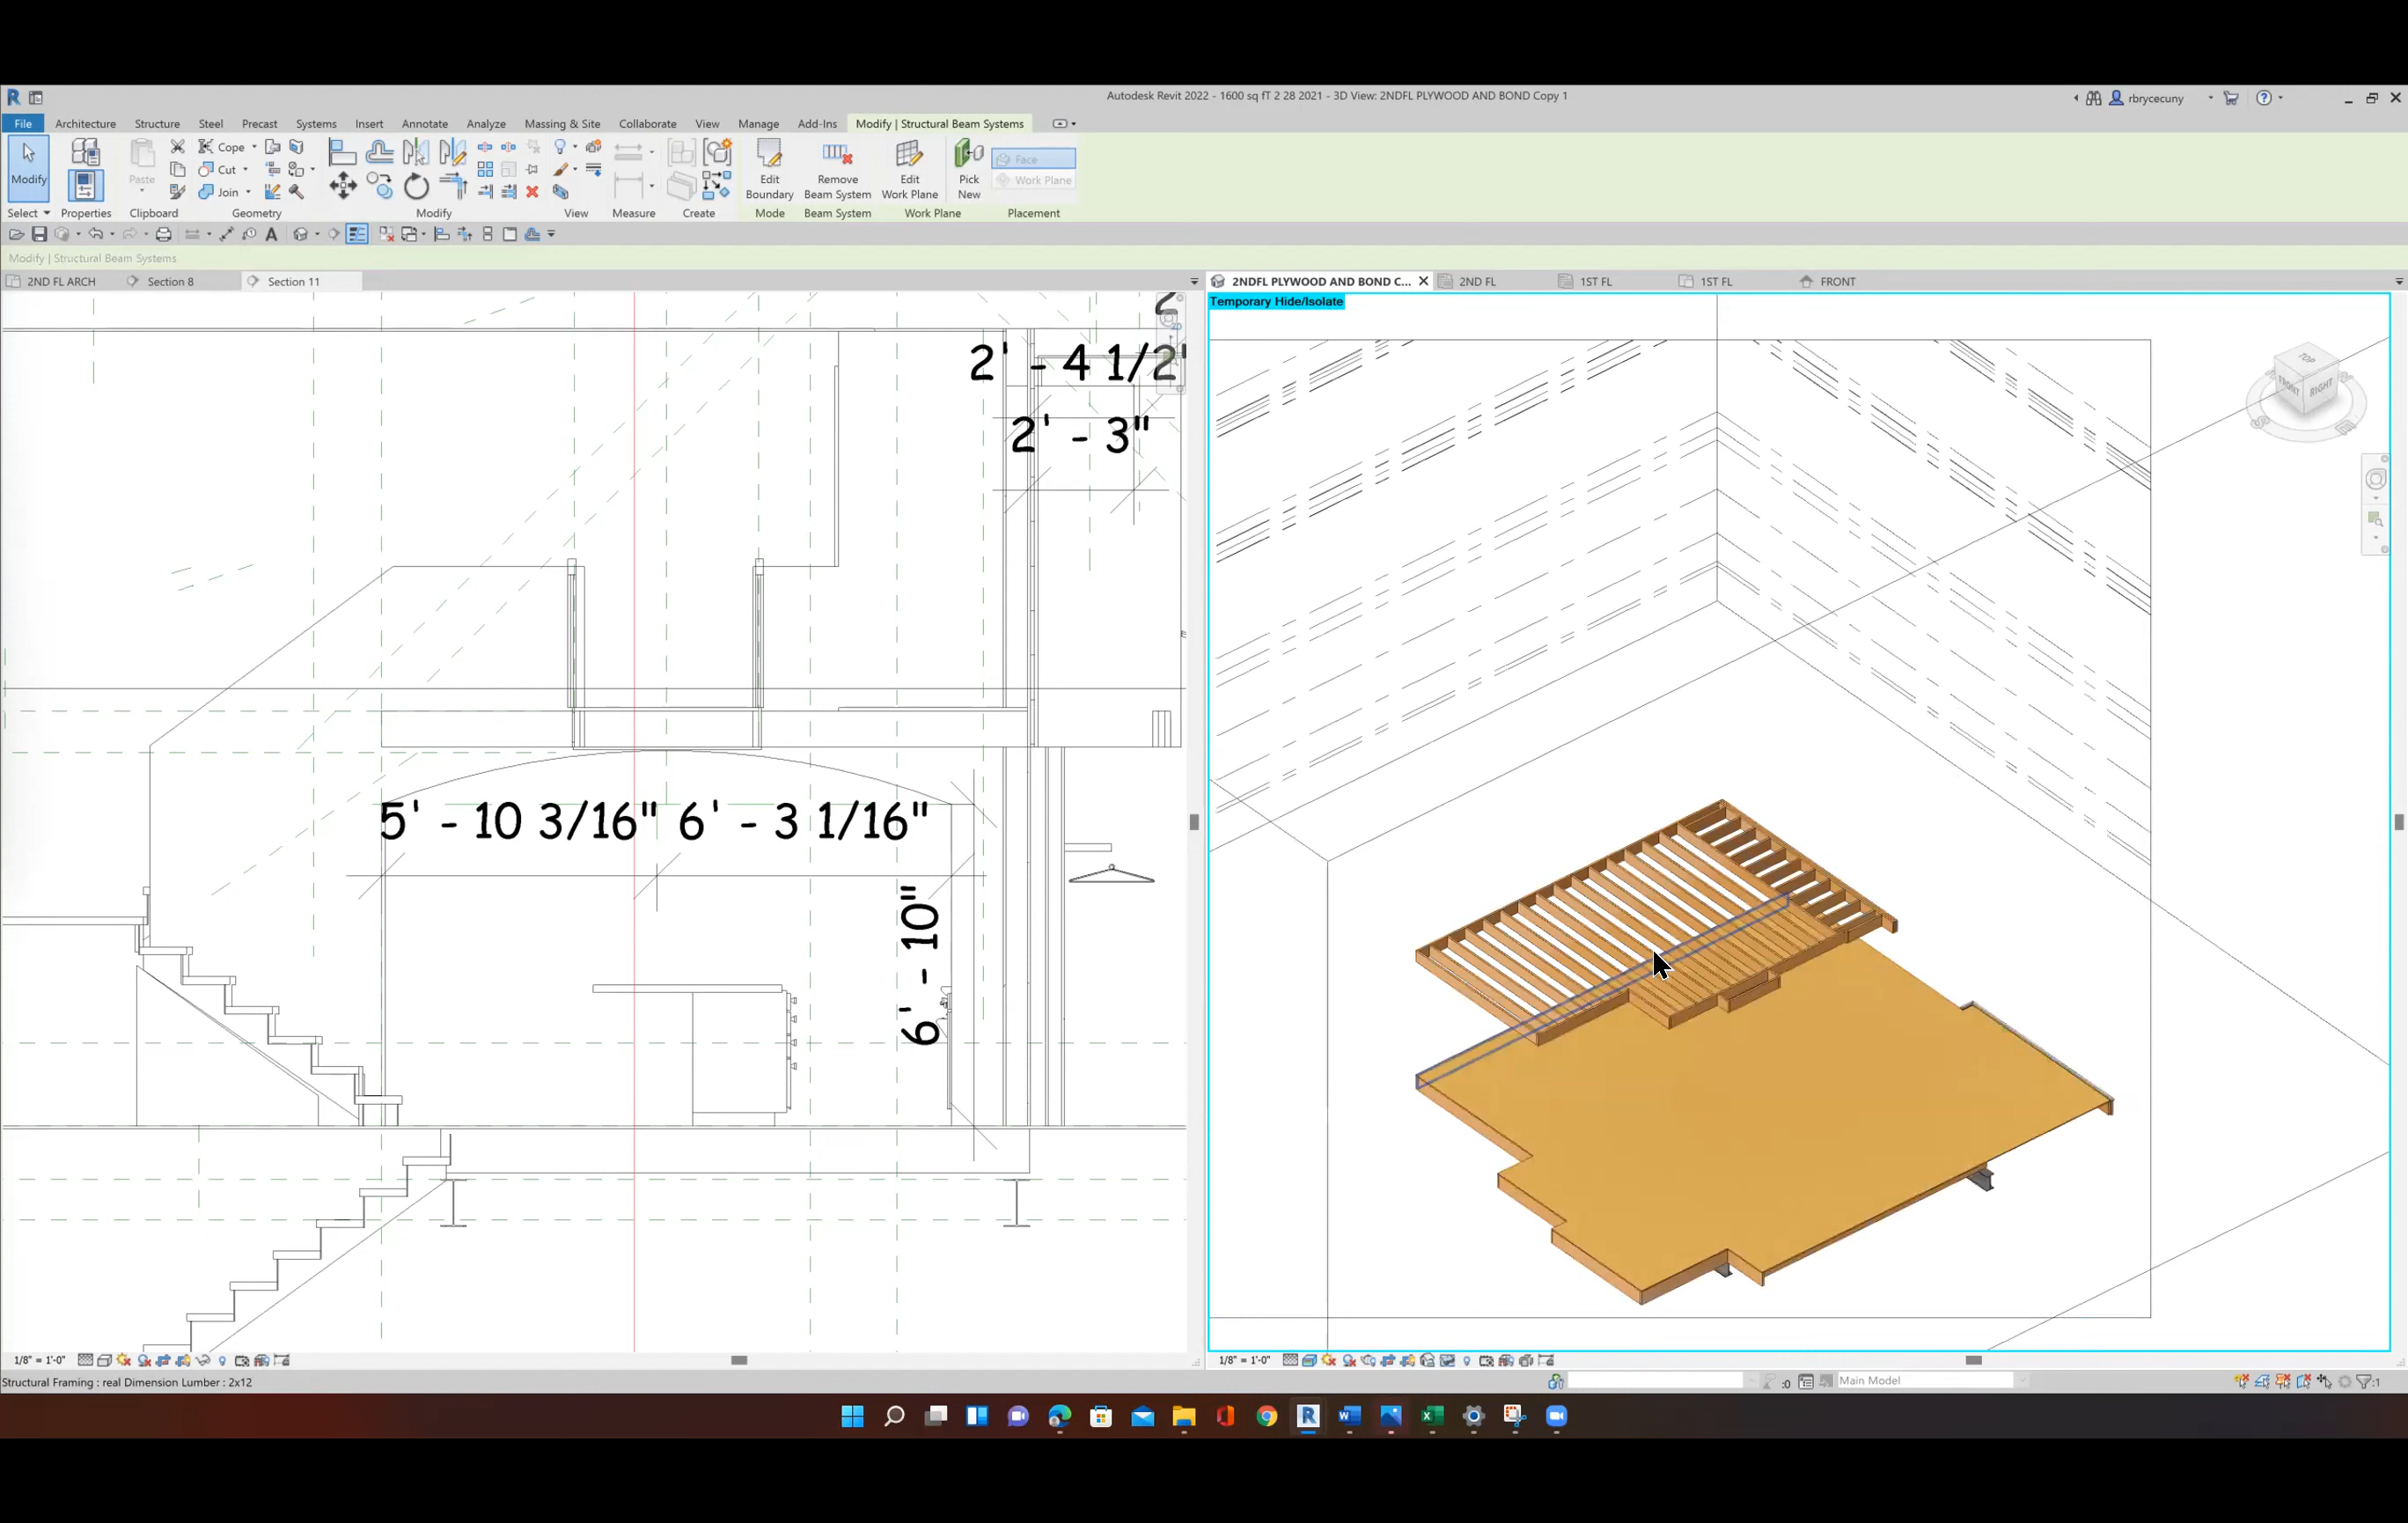 Autodesk Revit 2022 - 1600 sq fT 2 28 2021 - 3D View: 2NDFL PLYWOOD AND BOND Copy 1
rbrycecuny
File Architecture Structure Steel Precast Systems Insert Annotate Analyze Massing & Site Collaborate View Manage Add-Ins Modify | Structural Beam Systems
Modify
Paste
Cope
Cut
Join
Edit
Boundary
Remove
Beam System
Edit
Work Plane
Pick
New
Face
Work Plane
Select Properties Clipboard Geometry Modify View Measure Create Mode Beam System Work Plane Placement
Modify | Structural Beam Systems
2ND FL ARCH Section 8 Section 11
2NDFL PLYWOOD AND BOND C... 2ND FL 1ST FL 1ST FL FRONT
Temporary Hide/Isolate
2
2' - 4 1/2"
2' - 3"
5' - 10 3/16" 6' - 3 1/16"
6' - 10"
TOP
FRONT RIGHT
1/8" = 1'-0"
1/8" = 1'-0"
Structural Framing : real Dimension Lumber : 2x12
:0
Main Model
:1